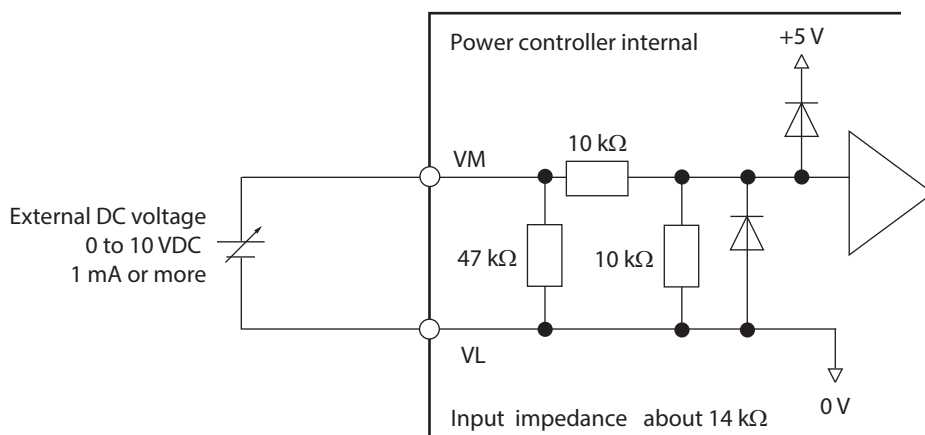 Power controller internal
+5 V
10 kΩ
VM
External DC voltage
0 to 10 VDC
1 mA or more
47 kΩ
10 kΩ
VL
0 V
Input impedance about 14 kΩ